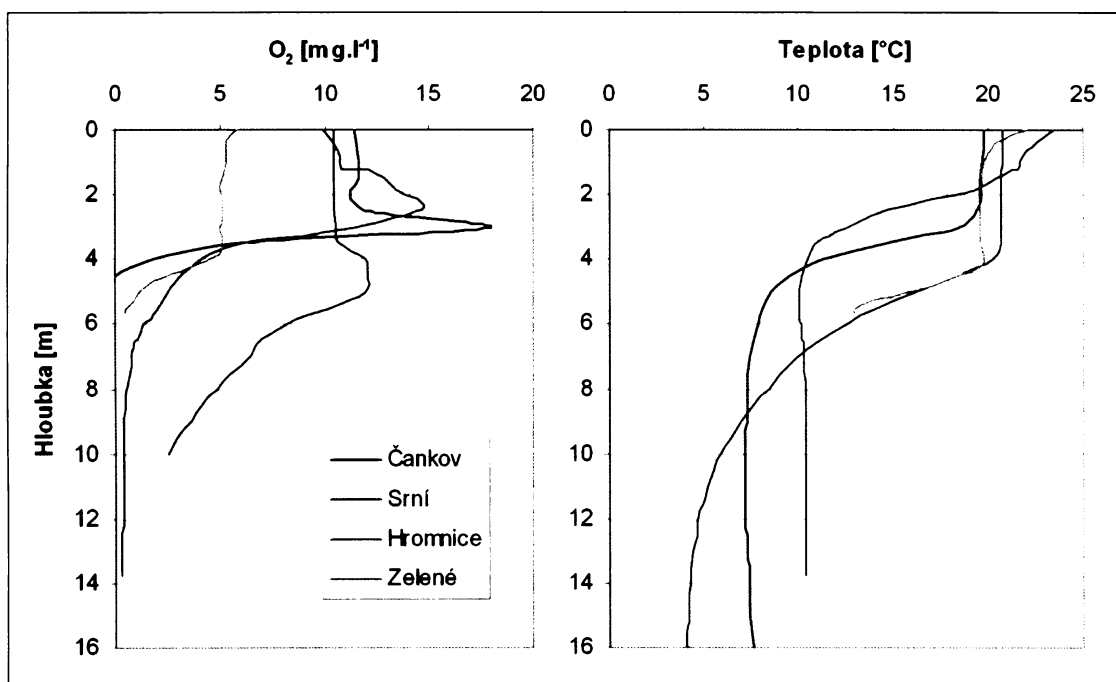 O₂ [mg.l⁻¹]
0 5 10 15 20
Teplota [°C]
0 5 10 15 20 25
Hloubka [m]
0
2
4
6
8
10
12
14
16
Čankov
Srní
Hromnice
Zelené
0
2
4
6
8
10
12
14
16